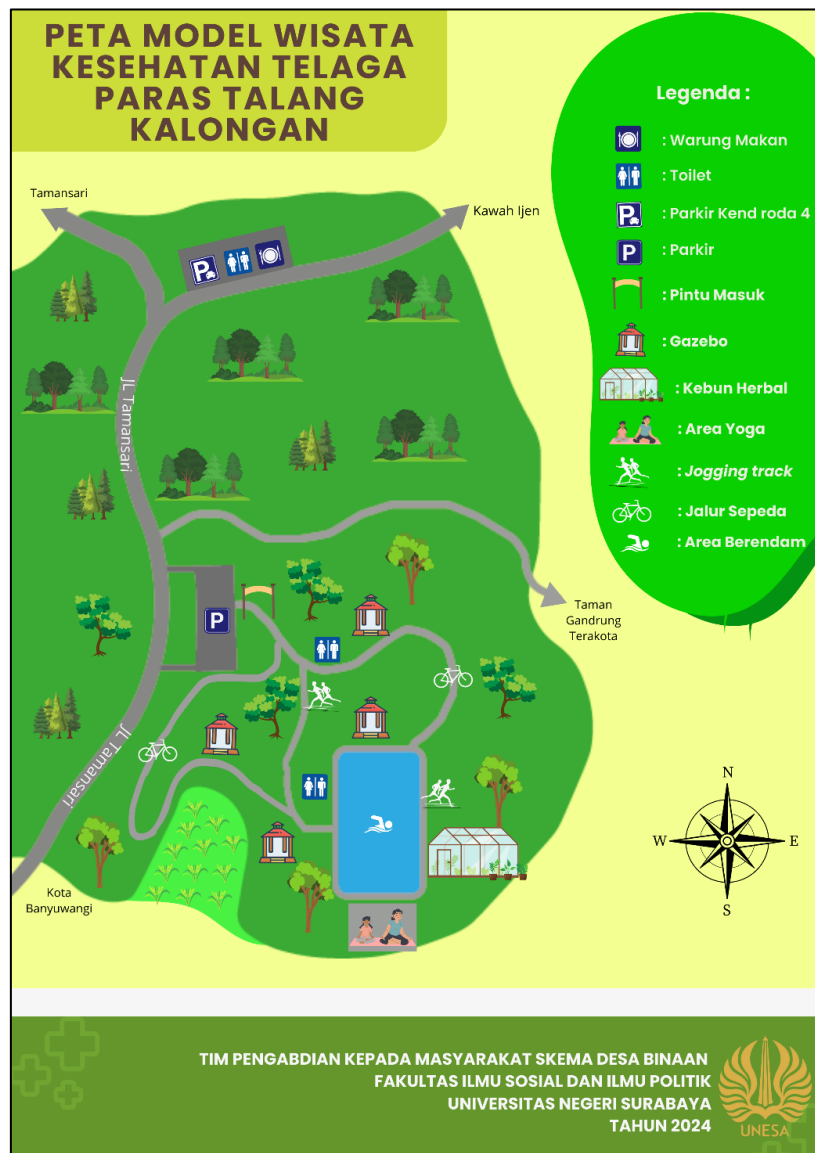 PETA MODEL WISATA
KESEHATAN TELAGA
PARAS TALANG
KALONGAN
Legenda :
: Warung Makan
: Toilet
: Parkir Kend roda 4
P
: Parkir
: Pintu Masuk
: Gazebo
: Kebun Herbal
: Area Yoga
: Jogging track
: Jalur Sepeda
: Area Berendam
Tamansari
Kawah Ijen
P
JL Tamansari
P
Taman
Gandrung
Terakota
JL Tamansari
Kota
Banyuwangi
N
W
E
S
TIM PENGABDIAN KEPADA MASYARAKAT SKEMA DESA BINAAN
FAKULTAS ILMU SOSIAL DAN ILMU POLITIK
UNIVERSITAS NEGERI SURABAYA
TAHUN 2024
UNESA